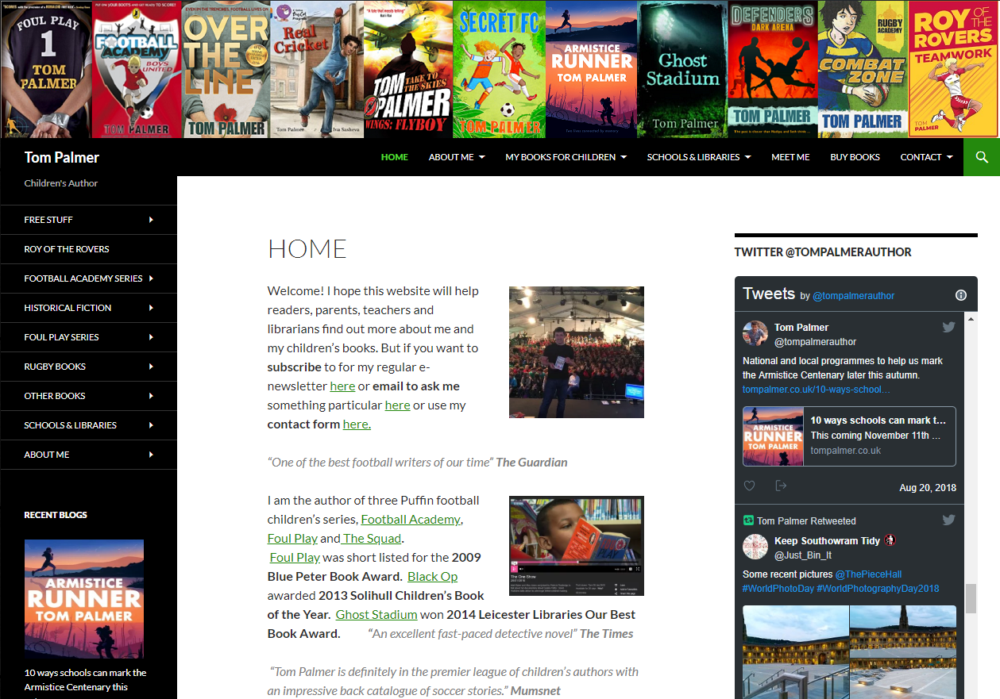 FOUL PLAY
1
TOM
PALMER
FOOTBALL
ACADEMY
BOYS
UNITED
TOM PALMER
OVER
THE
LINE
TOM PALMER
Real
Cricket
Tom Palmer
TOM
PALMER
TAKE TO
THE SKIES
WINGS: FLYBOY
SECRET FC
TOM PALMER
ARMISTICE
RUNNER
TOM PALMER
Ghost
Stadium
Tom Palmer
DEFENDERS
DARK ARENA
TOM PALMER
RUGBY
ACADEMY
COMBAT
ZONE
TOM PALMER
ROY OF
THE
ROVERS
TEAMWORK
TOM
PALMER
Tom Palmer
HOME
ABOUT ME
MY BOOKS FOR CHILDREN
SCHOOLS & LIBRARIES
MEET ME
BUY BOOKS
CONTACT
Children's Author
FREE STUFF
ROY OF THE ROVERS
FOOTBALL ACADEMY SERIES
HISTORICAL FICTION
FOUL PLAY SERIES
RUGBY BOOKS
OTHER BOOKS
SCHOOLS & LIBRARIES
ABOUT ME
RECENT BLOGS
ARMISTICE
RUNNER
TOM PALMER
10 ways schools can mark the
Armistice Centenary this
HOME
Welcome! I hope this website will help
readers, parents, teachers and
librarians find out more about me and
my children’s books. But if you want to
subscribe to for my regular e-
newsletter here or email to ask me
something particular here or use my
contact form here.
“One of the best football writers of our time” The Guardian
I am the author of three Puffin football
children’s series, Football Academy,
Foul Play and The Squad.
Foul Play was short listed for the 2009
Blue Peter Book Award. Black Op
awarded 2013 Solihull Children’s Book
of the Year. Ghost Stadium won 2014 Leicester Libraries Our Best
Book Award. “An excellent fast-paced detective novel” The Times
“Tom Palmer is definitely in the premier league of children’s authors with
an impressive back catalogue of soccer stories.” Mumsnet
TWITTER @TOMPALMERAUTHOR
Tweets by @tompalmerauthor
Tom Palmer
@tompalmerauthor
National and local programmes to help us mark
the Armistice Centenary later this autumn.
tompalmer.co.uk/10-ways-school…
ARMISTICE
RUNNER
TOM PALMER
10 ways schools can mark t...
This coming November 11th ...
tompalmer.co.uk
Aug 20, 2018
Tom Palmer Retweeted
Keep Southowram Tidy
@Just_Bin_It
Some recent pictures @ThePieceHall
#WorldPhotoDay #WorldPhotographyDay2018